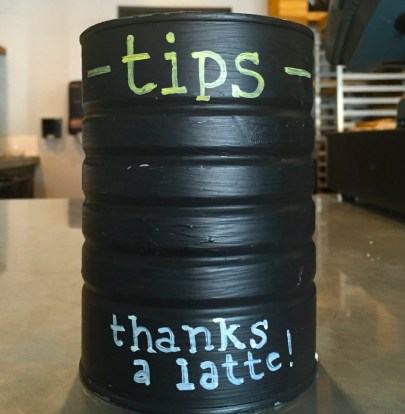 - tips -
thanks
a latte!